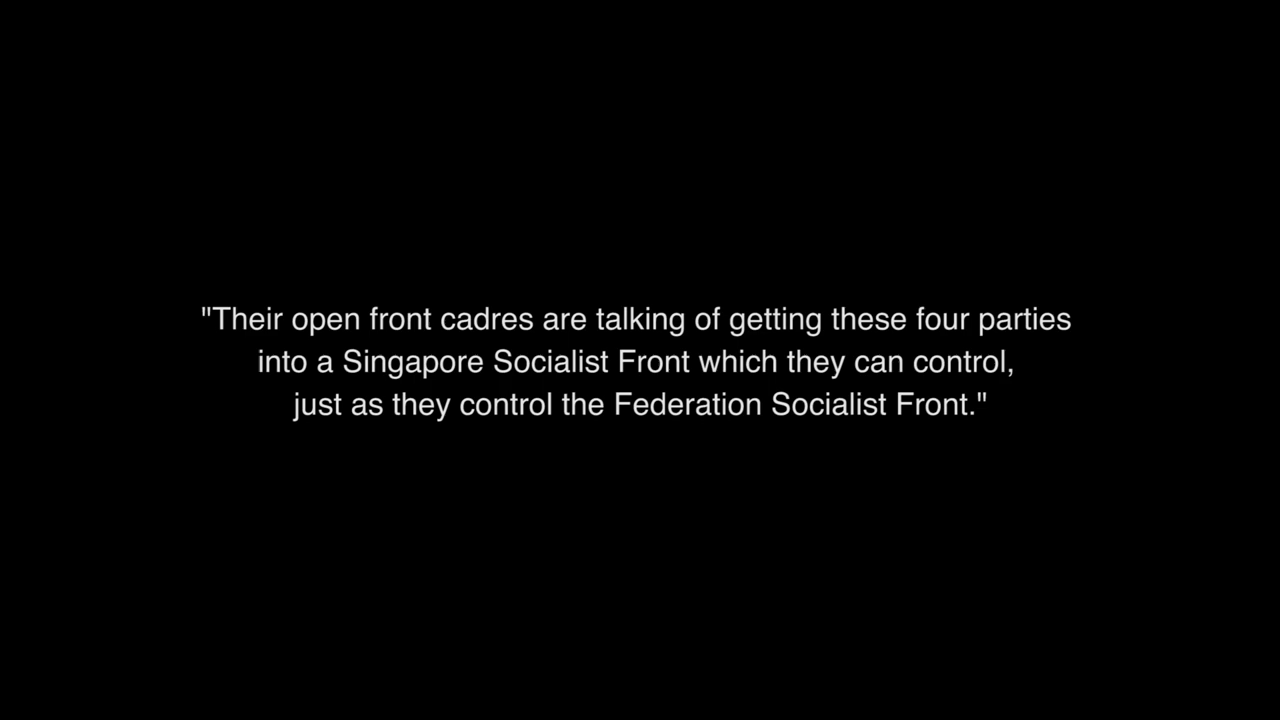 "Their open front cadres are talking of getting these four parties
into a Singapore Socialist Front which they can control,
just as they control the Federation Socialist Front."